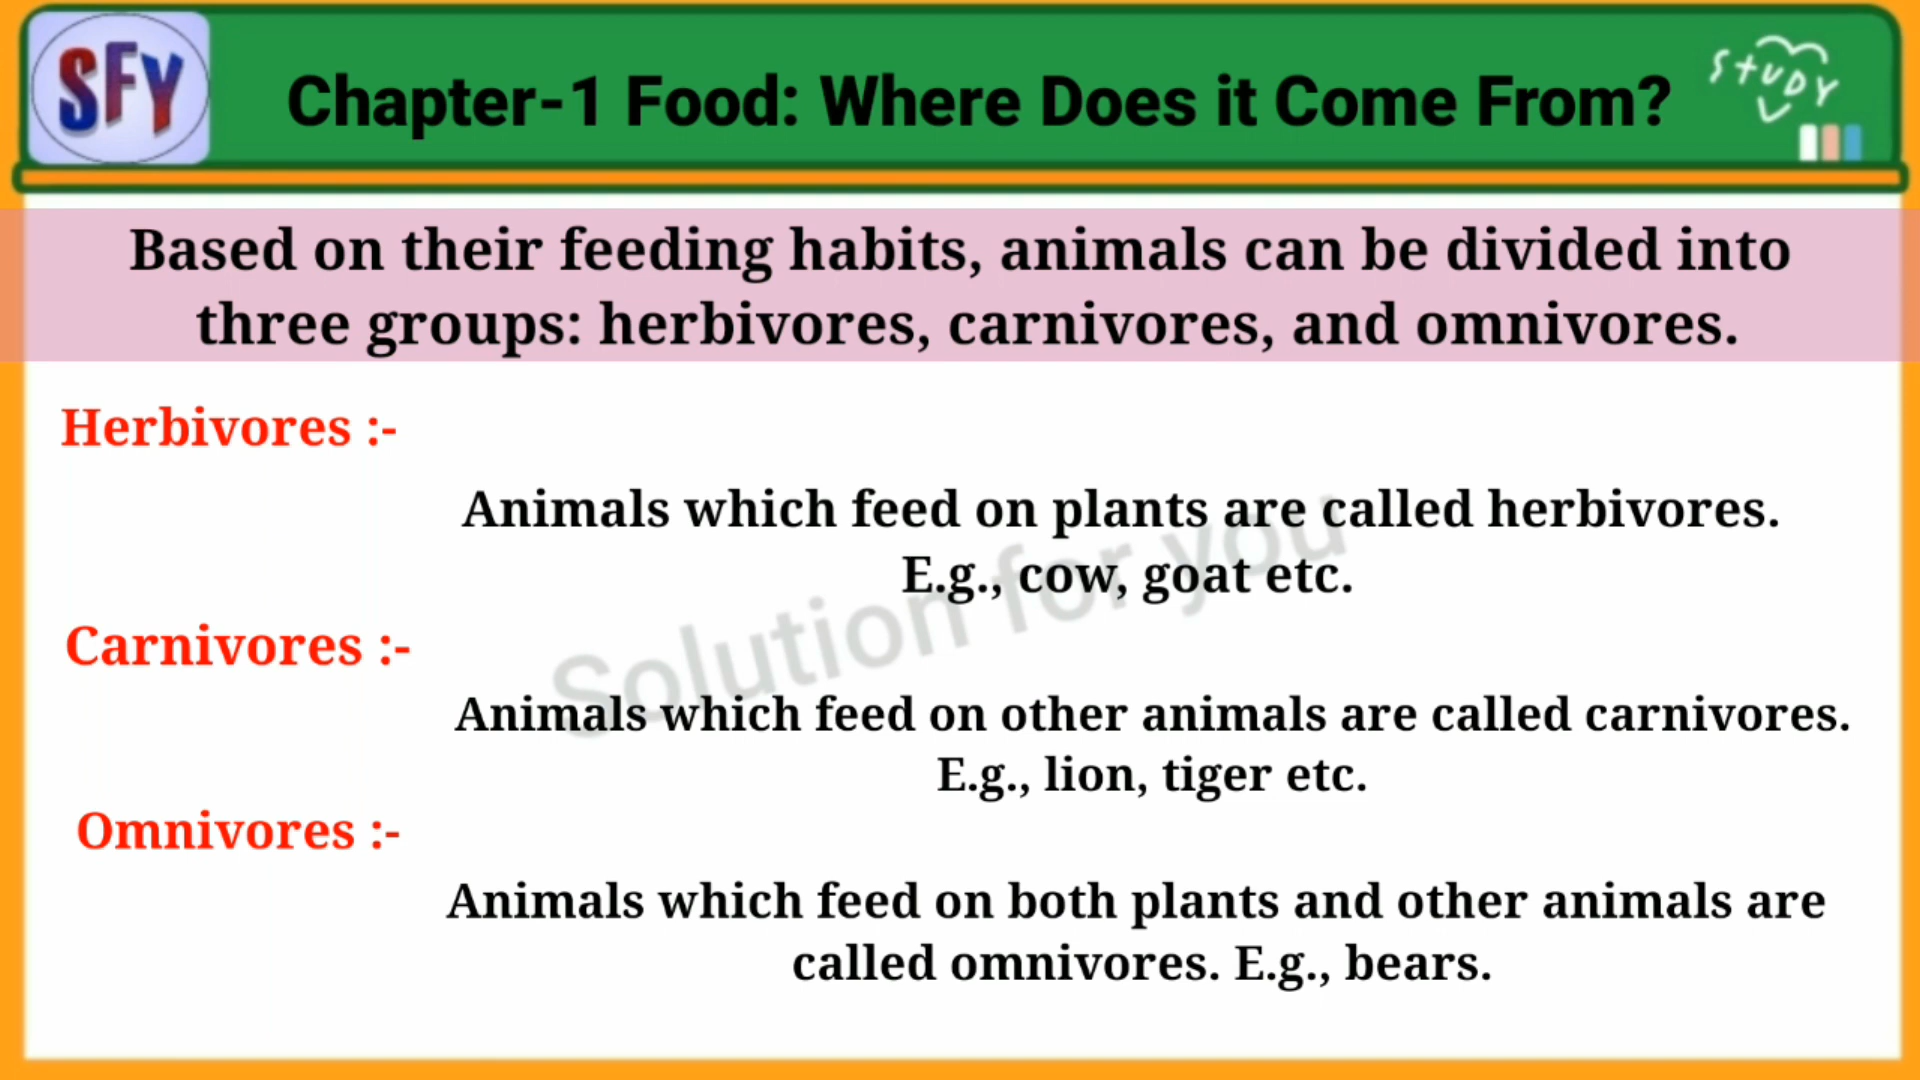 SFY
Chapter-1 Food: Where Does it Come From?
STUDY
Based on their feeding habits, animals can be divided into
three groups: herbivores, carnivores, and omnivores.
Herbivores :-
Animals which feed on plants are called herbivores.
E.g., cow, goat etc.
Solution for you
Carnivores :-
Animals which feed on other animals are called carnivores.
E.g., lion, tiger etc.
Omnivores :-
Animals which feed on both plants and other animals are
called omnivores. E.g., bears.